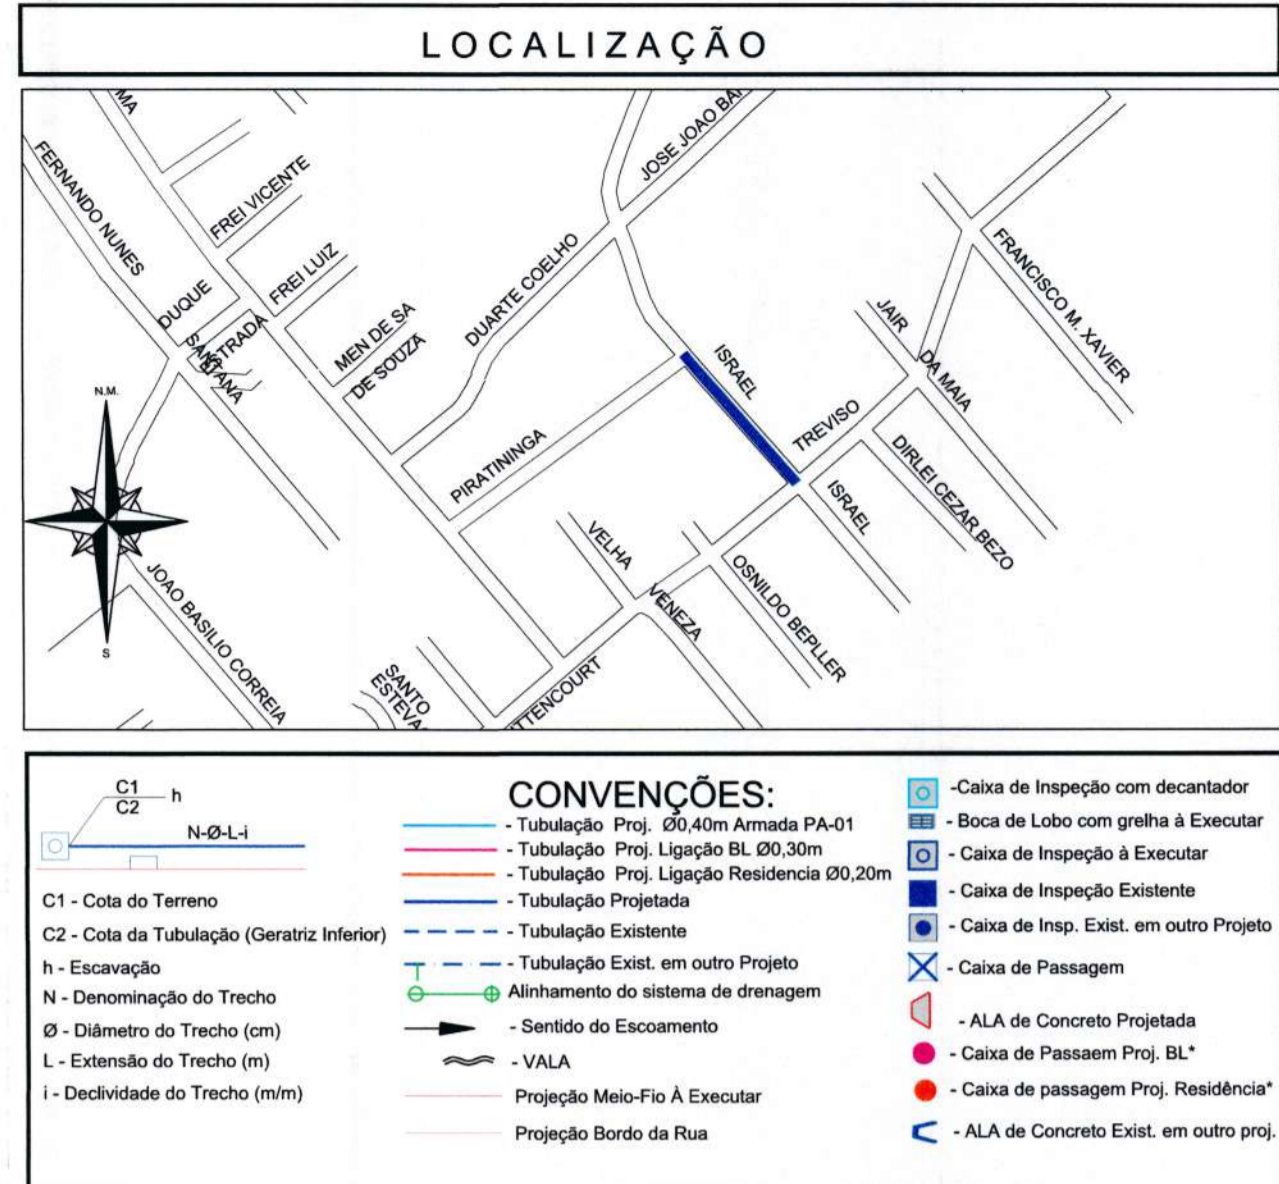 LOCALIZAÇÃO
MA
FERNANDO NUNES
FREI VICENTE
FREI LUIZ
DUQUE
ESTRADA
SANTANA
MEN DE SA
DE SOUZA
DUARTE COELHO
JOSE JOAO BA
ISRAEL
PIRATININGA
TREVISO
JAIR
DA MAIA
FRANCISCO M. XAVIER
DIRLEI CEZAR BEZO
ISRAEL
VELHA
VENEZA
OSNILDO BEPLLER
N.M.
S
JOAO BASILIO CORREIA
SANTO
ESTEVA
TTENCOURT
C1
C2
h
N-Ø-L-i
C1 - Cota do Terreno
C2 - Cota da Tubulação (Geratriz Inferior)
h - Escavação
N - Denominação do Trecho
Ø - Diâmetro do Trecho (cm)
L - Extensão do Trecho (m)
i - Declividade do Trecho (m/m)
CONVENÇÕES:
- Tubulação Proj. Ø0,40m Armada PA-01
- Tubulação Proj. Ligação BL Ø0,30m
- Tubulação Proj. Ligação Residencia Ø0,20m
- Tubulação Projetada
- Tubulação Existente
- Tubulação Exist. em outro Projeto
Alinhamento do sistema de drenagem
- Sentido do Escoamento
- VALA
Projeção Meio-Fio À Executar
Projeção Bordo da Rua
-Caixa de Inspeção com decantador
- Boca de Lobo com grelha à Executar
- Caixa de Inspeção à Executar
- Caixa de Inspeção Existente
- Caixa de Insp. Exist. em outro Projeto
- Caixa de Passagem
- ALA de Concreto Projetada
- Caixa de Passaem Proj. BL*
- Caixa de passagem Proj. Residência*
- ALA de Concreto Exist. em outro proj.